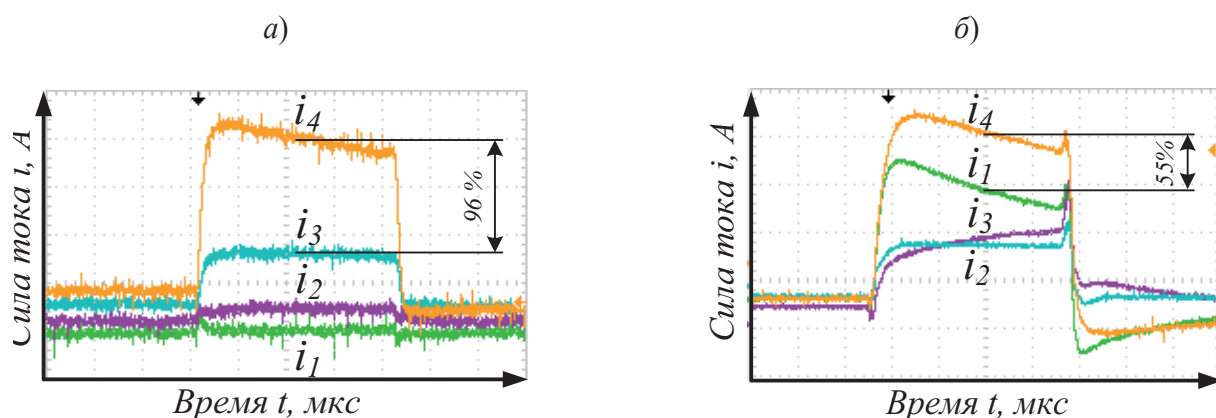 а)
Сила тока i, А
i4
i3
i2
i1
96 %
Время t, мкс
б)
Сила тока i, А
i4
i1
i3
i2
55%
Время t, мкс